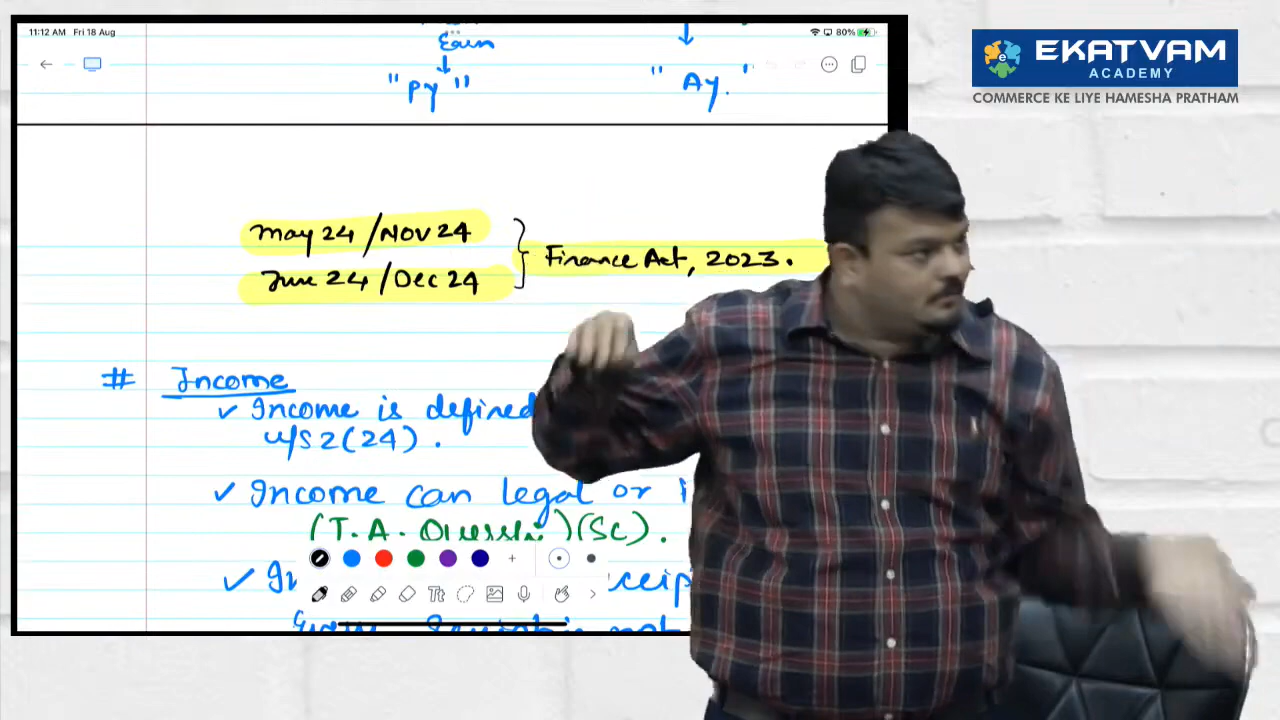 11:12 AM Fri 18 Aug
80%
Earn
"PY"
"Ay."
EKATVAM
ACADEMY
COMMERCE KE LIYE HAMESHA PRATHAM
May 24 / Nov 24
June 24 / Dec 24
Finance Act, 2023.
# Income
✓ Income is defined
u/s 2(24).
✓ Income can legal or
(T. A. (SC).
✓
Tt